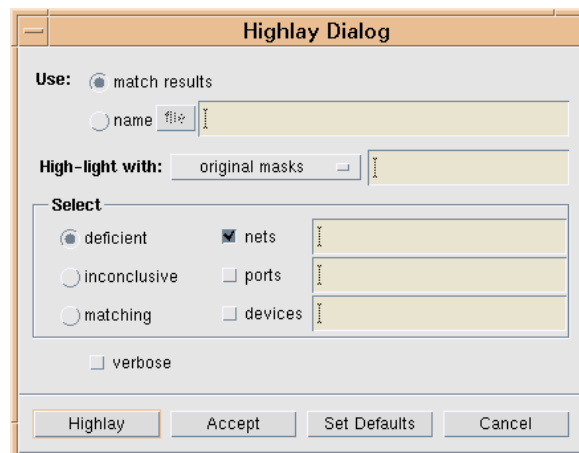 Highlay Dialog
Use: match results
name file
High-light with: original masks
Select
deficient nets
inconclusive ports
matching devices
verbose
Highlay Accept Set Defaults Cancel